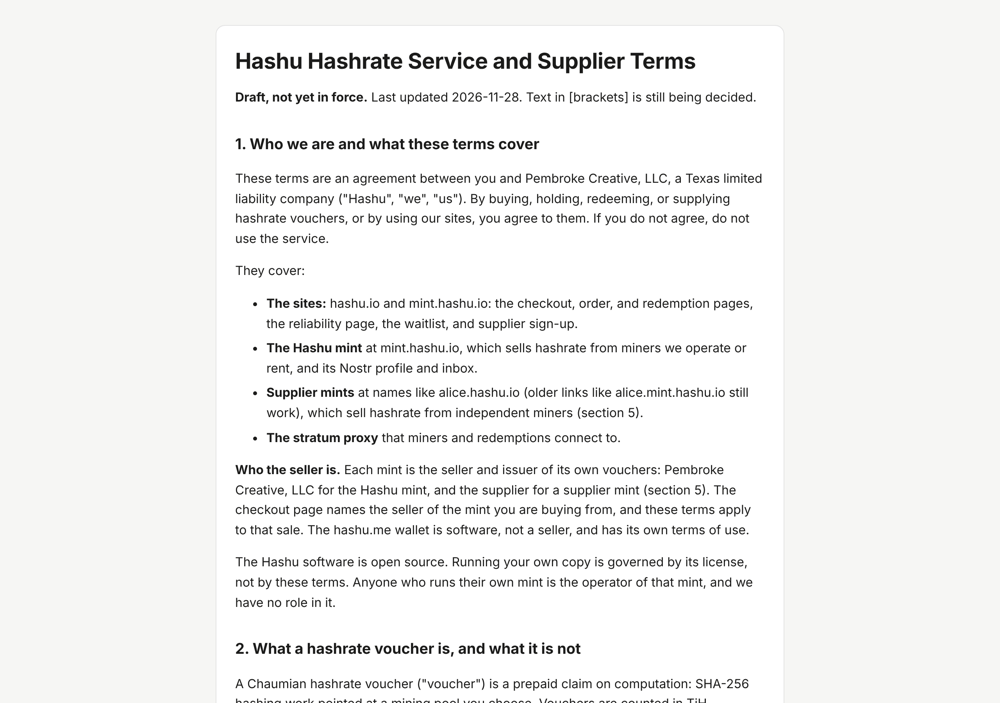 Hashu Hashrate Service and Supplier Terms
Draft, not yet in force. Last updated 2026-11-28. Text in [brackets] is still being decided.
1. Who we are and what these terms cover
These terms are an agreement between you and Pembroke Creative, LLC, a Texas limited
liability company ("Hashu", "we", "us"). By buying, holding, redeeming, or supplying
hashrate vouchers, or by using our sites, you agree to them. If you do not agree, do not
use the service.
They cover:
• The sites: hashu.io and mint.hashu.io: the checkout, order, and redemption pages,
the reliability page, the waitlist, and supplier sign-up.
• The Hashu mint at mint.hashu.io, which sells hashrate from miners we operate or
rent, and its Nostr profile and inbox.
• Supplier mints at names like alice.hashu.io (older links like alice.mint.hashu.io still
work), which sell hashrate from independent miners (section 5).
• The stratum proxy that miners and redemptions connect to.
Who the seller is. Each mint is the seller and issuer of its own vouchers: Pembroke
Creative, LLC for the Hashu mint, and the supplier for a supplier mint (section 5). The
checkout page names the seller of the mint you are buying from, and these terms apply
to that sale. The hashu.me wallet is software, not a seller, and has its own terms of use.
The Hashu software is open source. Running your own copy is governed by its license,
not by these terms. Anyone who runs their own mint is the operator of that mint, and we
have no role in it.
2. What a hashrate voucher is, and what it is not
A Chaumian hashrate voucher ("voucher") is a prepaid claim on computation: SHA-256
hashing work pointed at a mining pool you choose. Vouchers are counted in TiH